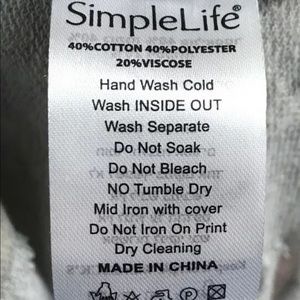 SimpleLife®
40%COTTON 40%POLYESTER
20%VISCOSE
Hand Wash Cold
Wash INSIDE OUT
Wash Separate
Do Not Soak
Do Not Bleach
NO Tumble Dry
Mid Iron with cover
Do Not Iron On Print
Dry Cleaning
MADE IN CHINA